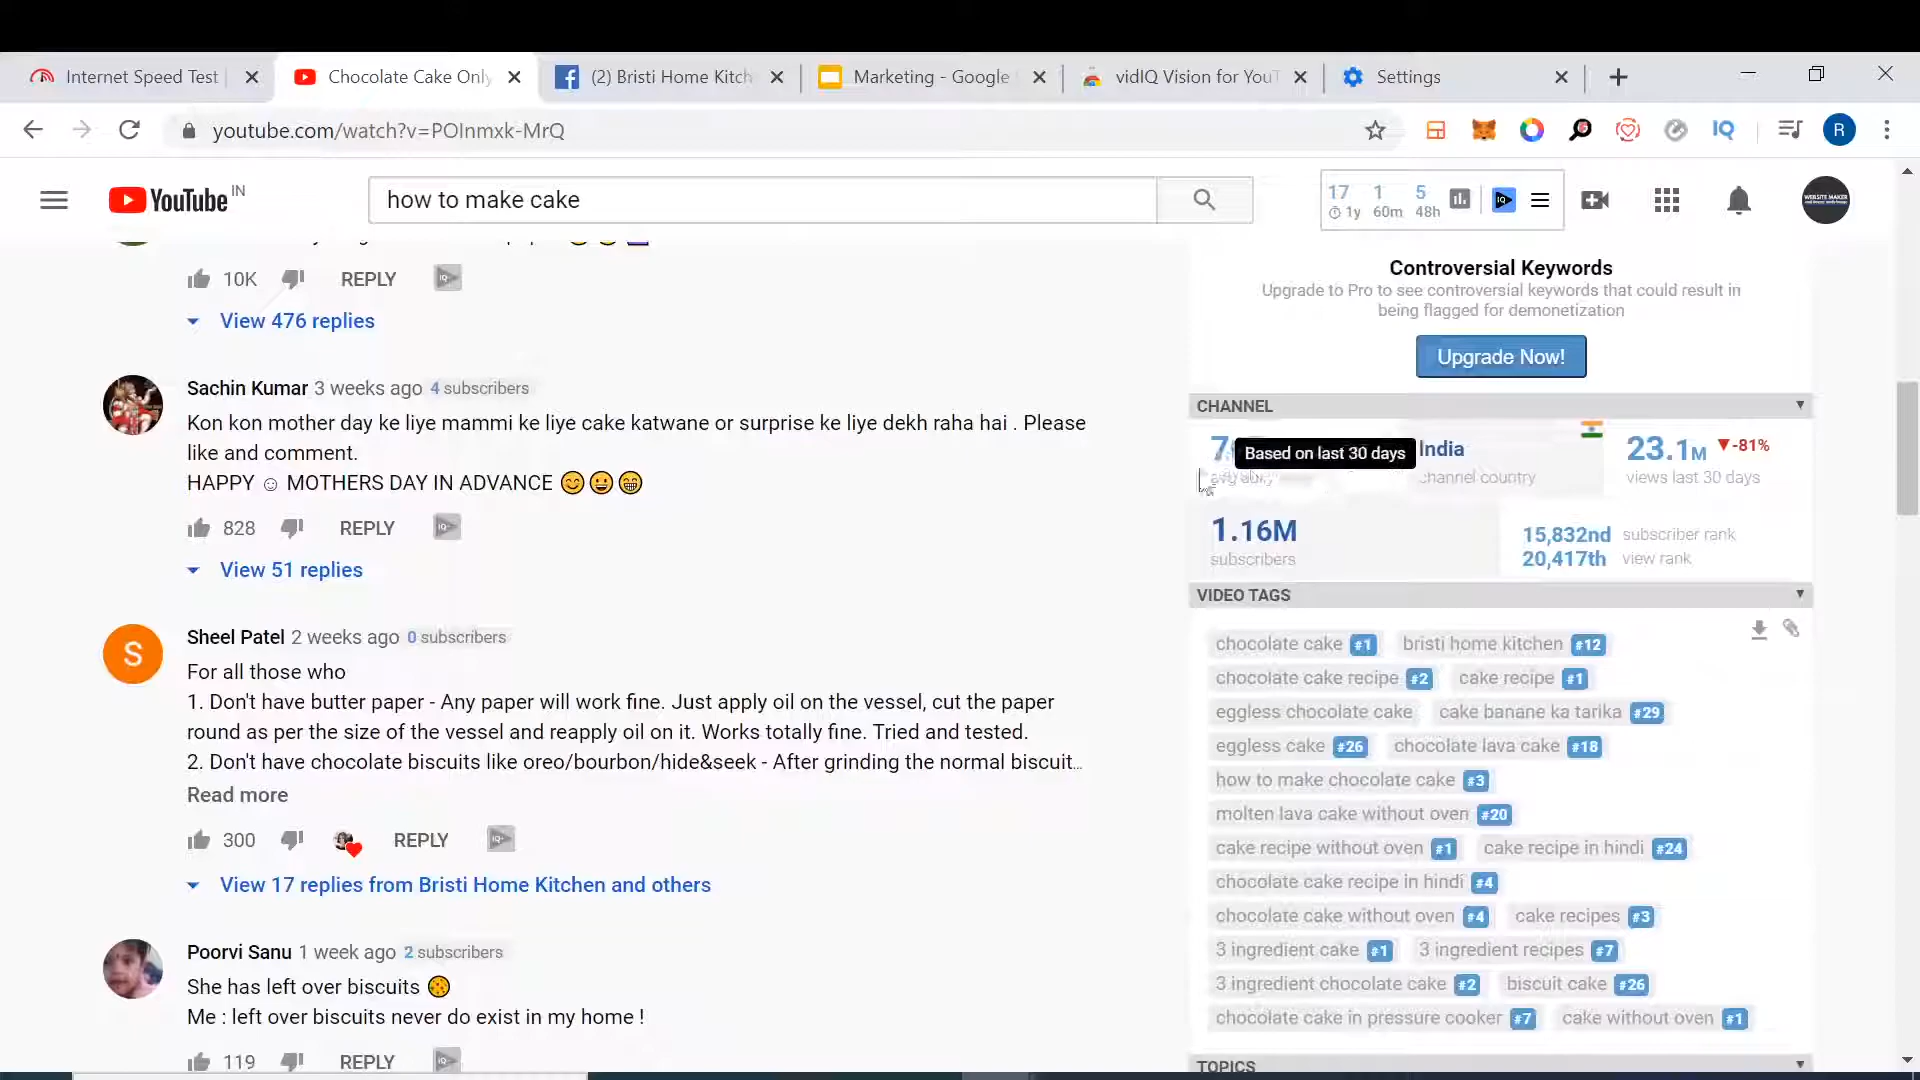 Internet Speed Test
Chocolate Cake Only
(2) Bristi Home Kitch
Marketing - Google
vidIQ Vision for YouT
Settings
youtube.com/watch?v=POInmxk-MrQ
IQ
R
YouTube IN
how to make cake
17 1 5
1y 60m 48h
WEBSITE MAKER
10K REPLY
View 476 replies
Sachin Kumar 3 weeks ago 4 subscribers
Kon kon mother day ke liye mammi ke liye cake katwane or surprise ke liye dekh raha hai . Please
like and comment.
HAPPY ☺ MOTHERS DAY IN ADVANCE 😊😀😁
828 REPLY
View 51 replies
S
Sheel Patel 2 weeks ago 0 subscribers
For all those who
1. Don't have butter paper - Any paper will work fine. Just apply oil on the vessel, cut the paper
round as per the size of the vessel and reapply oil on it. Works totally fine. Tried and tested.
2. Don't have chocolate biscuits like oreo/bourbon/hide&seek - After grinding the normal biscuit...
Read more
300 REPLY
View 17 replies from Bristi Home Kitchen and others
Poorvi Sanu 1 week ago 2 subscribers
She has left over biscuits 🍪
Me : left over biscuits never do exist in my home !
119 REPLY
Controversial Keywords
Upgrade to Pro to see controversial keywords that could result in
being flagged for demonetization
Upgrade Now!
CHANNEL
Based on last 30 days
India
channel country
23.1M -81%
views last 30 days
1.16M
subscribers
15,832nd subscriber rank
20,417th view rank
VIDEO TAGS
chocolate cake #1 bristi home kitchen #12
chocolate cake recipe #2 cake recipe #1
eggless chocolate cake cake banane ka tarika #29
eggless cake #26 chocolate lava cake #18
how to make chocolate cake #3
molten lava cake without oven #20
cake recipe without oven #1 cake recipe in hindi #24
chocolate cake recipe in hindi #4
chocolate cake without oven #4 cake recipes #3
3 ingredient cake #1 3 ingredient recipes #7
3 ingredient chocolate cake #2 biscuit cake #26
chocolate cake in pressure cooker #7 cake without oven #1
TOPICS